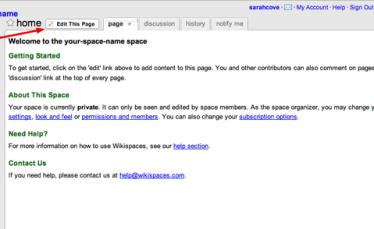 sarahcove · My Account · Help · Sign Out
name
home Edit This Page page discussion history notify me
Welcome to the your-space-name space
Getting Started
To get started, click on the 'edit' link above to add content to this page. You and other contributors can also comment on pages
'discussion' link at the top of every page.
About This Space
Your space is currently private. It can only be seen and edited by space members. As the space organizer, you may change y
settings, look and feel or permissions and members. You can also change your subscription options.
Need Help?
For more information on how to use Wikispaces, see our help section.
Contact Us
If you need help, please contact us at help@wikispaces.com.